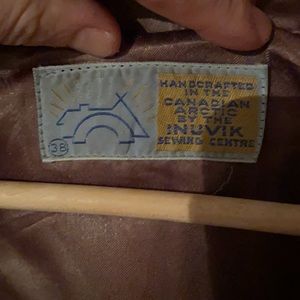 HANDCRAFTED
IN THE
CANADIAN
ARCTIC
BY THE
INUVIK
SEWING CENTRE
38